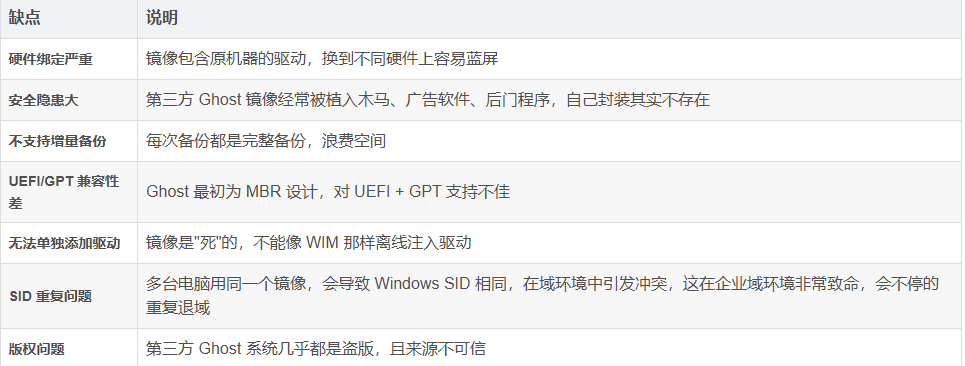 缺点 说明
硬件绑定严重 镜像包含原机器的驱动，换到不同硬件上容易蓝屏
安全隐患大 第三方 Ghost 镜像经常被植入木马、广告软件、后门程序，自己封装其实不存在
不支持增量备份 每次备份都是完整备份，浪费空间
UEFI/GPT 兼容性
差
Ghost 最初为 MBR 设计，对 UEFI + GPT 支持不佳
无法单独添加驱动 镜像是"死"的，不能像 WIM 那样离线注入驱动
SID 重复问题
多台电脑用同一个镜像，会导致 Windows SID 相同，在域环境中引发冲突，这在企业域环境非常致命，会不停的
重复退域
版权问题 第三方 Ghost 系统几乎都是盗版，且来源不可信